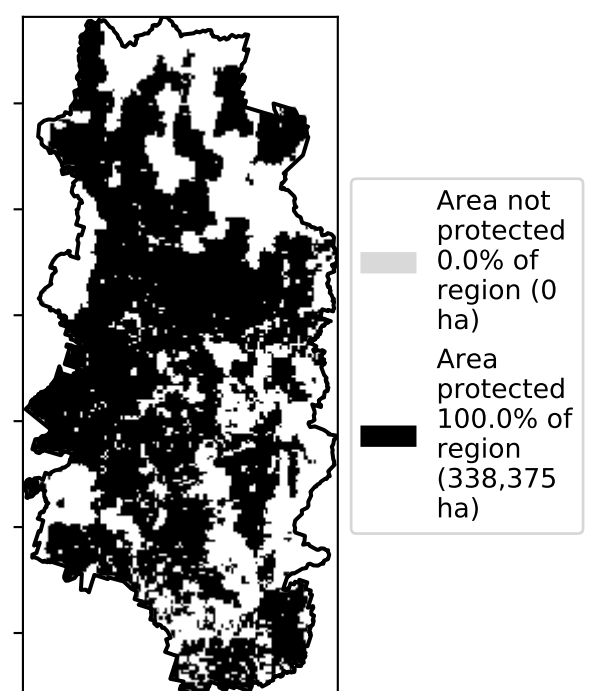 Area not
protected
0.0% of
region (0
ha)
Area
protected
100.0% of
region
(338,375
ha)